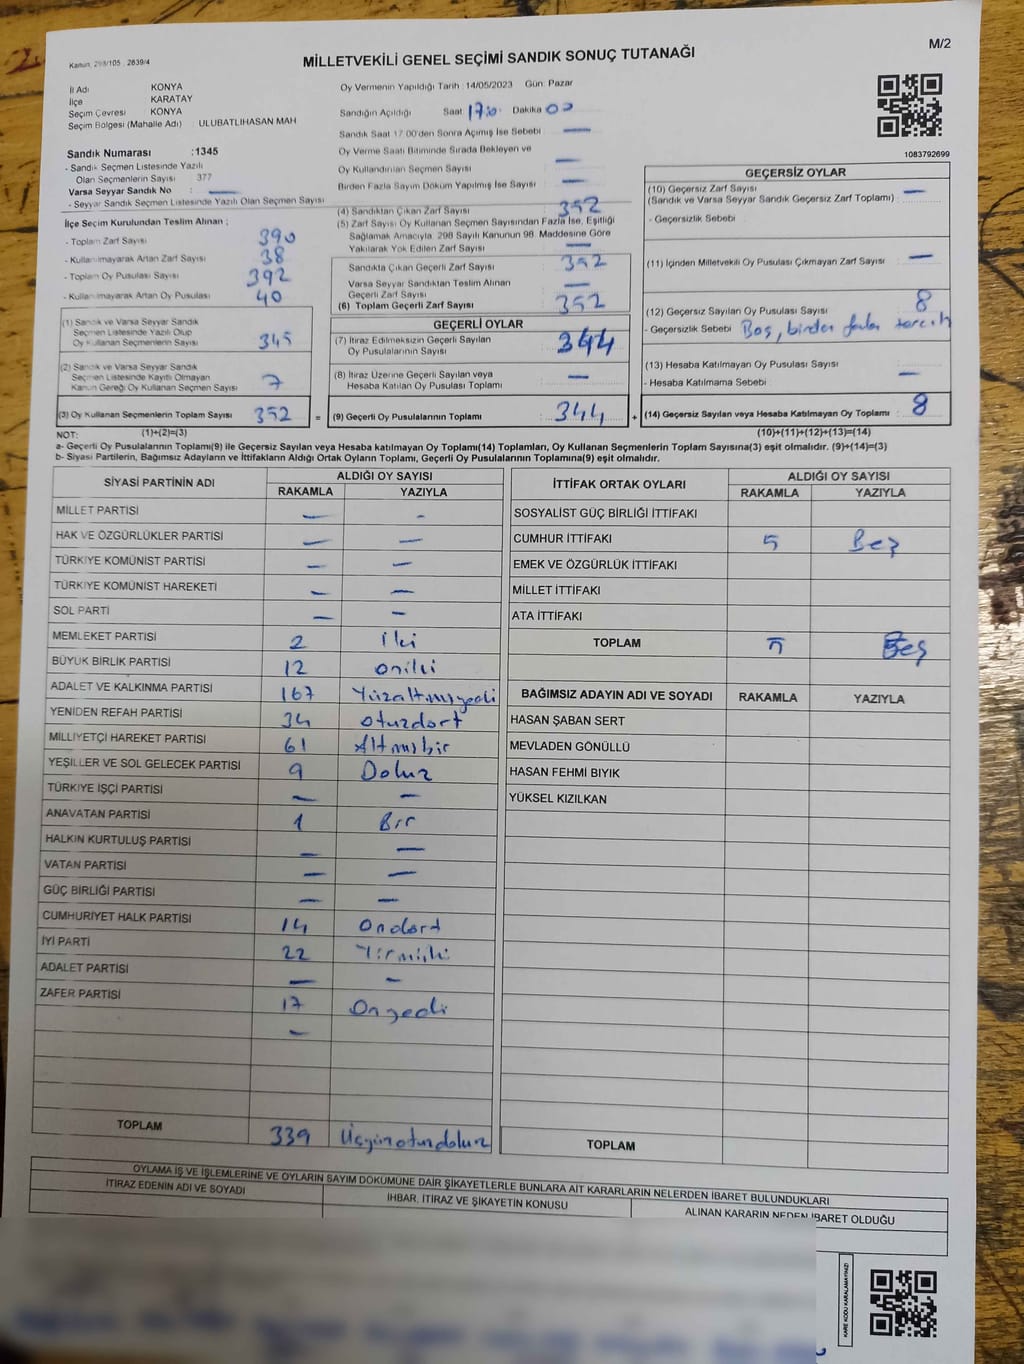 Kanun, 298/105, 2839/4
MİLLETVEKİLİ GENEL SEÇİMİ SANDIK SONUÇ TUTANAĞI
M/2
İl Adı KONYA
İlçe KARATAY
Seçim Çevresi KONYA
Seçim Bölgesi (Mahalle Adı) : ULUBATLIHASAN MAH
Sandık Numarası :1345
- Sandık Seçmen Listesinde Yazılı
Olan Seçmenlerin Sayısı : 377
Varsa Seyyar Sandık No : —
- Seyyar Sandık Seçmen Listesinde Yazılı Olan Seçmen Sayısı
Oy Vermenin Yapıldığı Tarih : 14/05/2023 Gün: Pazar
Sandığın Açıldığı Saat 17:0 Dakika 00
Sandık Saat 17:00'den Sonra Açımış İse Sebebi : —
Oy Verme Saati Bitiminde Sırada Bekleyen ve
Oy Kullandırılan Seçmen Sayısı : —
Birden Fazla Sayım Döküm Yapılmış İse Sayısı : —
1083792699
İlçe Seçim Kurulundan Teslim Alınan ;
- Toplam Zarf Sayısı : 390
- Kullanılmayarak Artan Zarf Sayısı : 38
- Toplam Oy Pusulası Sayısı : 392
- Kullanılmayarak Artan Oy Pusulası : 40
(1) Sandık ve Varsa Seyyar Sandık
Seçmen Listesinde Yazılı Olup
Oy Kullanan Seçmenlerin Sayısı : 345
(2) Sandık ve Varsa Seyyar Sandık
Seçmen Listesinde Kayıtlı Olmayan
Kanun Gereği Oy Kullanan Seçmen Sayısı : 7
(3) Oy Kullanan Seçmenlerin Toplam Sayısı : 352
(1)+(2)=(3)
(4) Sandıktan Çıkan Zarf Sayısı : 352
(5) Zarf Sayısı Oy Kullanan Seçmen Sayısından Fazla İse, Eşitliği
Sağlamak Amacıyla, 298 Sayılı Kanunun 98. Maddesine Göre
Yakılarak Yok Edilen Zarf Sayısı : —
Sandıkta Çıkan Geçerli Zarf Sayısı : 352
Varsa Seyyar Sandıktan Teslim Alınan
Geçerli Zarf Sayısı : —
(6) Toplam Geçerli Zarf Sayısı : 352
GEÇERLİ OYLAR
(7) İtiraz Edilmeksizin Geçerli Sayılan
Oy Pusulalarının Sayısı : 344
(8) İtiraz Üzerine Geçerli Sayılan veya
Hesaba Katılan Oy Pusulası Toplamı : —
= (9) Geçerli Oy Pusulalarının Toplamı : 344
GEÇERSİZ OYLAR
(10) Geçersiz Zarf Sayısı
(Sandık ve Varsa Seyyar Sandık Geçersiz Zarf Toplamı) : —
- Geçersizlik Sebebi :
(11) İçinden Milletvekili Oy Pusulası Çıkmayan Zarf Sayısı : —
(12) Geçersiz Sayılan Oy Pusulası Sayısı : 8
- Geçersizlik Sebebi : Boş, birden fazla tercih
(13) Hesaba Katılmayan Oy Pusulası Sayısı : —
- Hesaba Katılmama Sebebi :
+ (14) Geçersiz Sayılan veya Hesaba Katılmayan Oy Toplamı : 8
(10)+(11)+(12)+(13)=(14)
NOT:
a- Geçerli Oy Pusulalarının Toplamı(9) ile Geçersiz Sayılan veya Hesaba katılmayan Oy Toplamı(14) Toplamları, Oy Kullanan Seçmenlerin Toplam Sayısına(3) eşit olmalıdır. (9)+(14)=(3)
b- Siyasi Partilerin, Bağımsız Adayların ve İttifakların Aldığı Ortak Oyların Toplamı, Geçerli Oy Pusulalarının Toplamına(9) eşit olmalıdır.
SİYASİ PARTİNİN ADI ALDIĞI OY SAYISI
RAKAMLA YAZIYLA
MİLLET PARTİSİ — —
HAK VE ÖZGÜRLÜKLER PARTİSİ — —
TÜRKİYE KOMÜNİST PARTİSİ — —
TÜRKİYE KOMÜNİST HAREKETİ — —
SOL PARTİ — —
MEMLEKET PARTİSİ 2 iki
BÜYÜK BİRLİK PARTİSİ 12 oniki
ADALET VE KALKINMA PARTİSİ 167 Yüzaltmışyedi
YENİDEN REFAH PARTİSİ 34 otuzdört
MİLLİYETÇİ HAREKET PARTİSİ 61 Altmışbir
YEŞİLLER VE SOL GELECEK PARTİSİ 9 Dokuz
TÜRKİYE İŞÇİ PARTİSİ — —
ANAVATAN PARTİSİ 1 Bir
HALKIN KURTULUŞ PARTİSİ — —
VATAN PARTİSİ — —
GÜÇ BİRLİĞİ PARTİSİ — —
CUMHURİYET HALK PARTİSİ 14 Ondört
İYİ PARTİ 22 Yirmiiki
ADALET PARTİSİ — —
ZAFER PARTİSİ 17 Onyedi
—
TOPLAM 339 Üçyüzotuzdokuz
İTTİFAK ORTAK OYLARI ALDIĞI OY SAYISI
RAKAMLA YAZIYLA
SOSYALİST GÜÇ BİRLİĞİ İTTİFAKI
CUMHUR İTTİFAKI 5 Beş
EMEK VE ÖZGÜRLÜK İTTİFAKI
MİLLET İTTİFAKI
ATA İTTİFAKI
TOPLAM 5 Beş
BAĞIMSIZ ADAYIN ADI VE SOYADI RAKAMLA YAZIYLA
HASAN ŞABAN SERT
MEVLADEN GÖNÜLLÜ
HASAN FEHMİ BIYIK
YÜKSEL KIZILKAN
TOPLAM
OYLAMA İŞ VE İŞLEMLERİNE VE OYLARIN SAYIM DÖKÜMÜNE DAİR ŞİKAYETLERLE BUNLARA AİT KARARLARIN NELERDEN İBARET BULUNDUKLARI
İTİRAZ EDENİN ADI VE SOYADI İHBAR, İTİRAZ VE ŞİKAYETİN KONUSU ALINAN KARARIN NEDEN İBARET OLDUĞU
KARE KODU KARALAMAYINIZ!